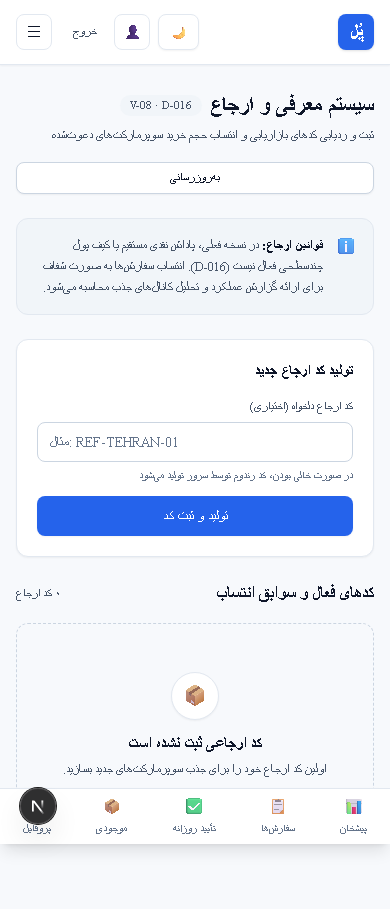 پُل
خروج
سیستم معرفی و ارجاع
V-08 · D-016
ثبت و ردیابی کدهای بازاریابی و انتساب حجم خرید سوپرمارکت‌های دعوت‌شده
به‌روزرسانی
قوانین ارجاع: در نسخه فعلی، پاداش نقدی مستقیم یا کیف پول
چندسطحی فعال نیست (D-016). انتساب سفارش‌ها به صورت شفاف
برای ارائه گزارش عملکرد و تحلیل کانال‌های جذب محاسبه می‌شود.
تولید کد ارجاع جدید
کد ارجاع دلخواه (اختیاری)
مثال: REF-TEHRAN-01
در صورت خالی بودن، کد رندوم توسط سرور تولید می‌شود
تولید و ثبت کد
کدهای فعال و سوابق انتساب
۰ کد ارجاع
کد ارجاعی ثبت نشده است
اولین کد ارجاع خود را برای جذب سوپرمارکت‌های جدید بسازید.
پیشخان
سفارش‌ها
تأیید روزانه
موجودی
پروفایل
N